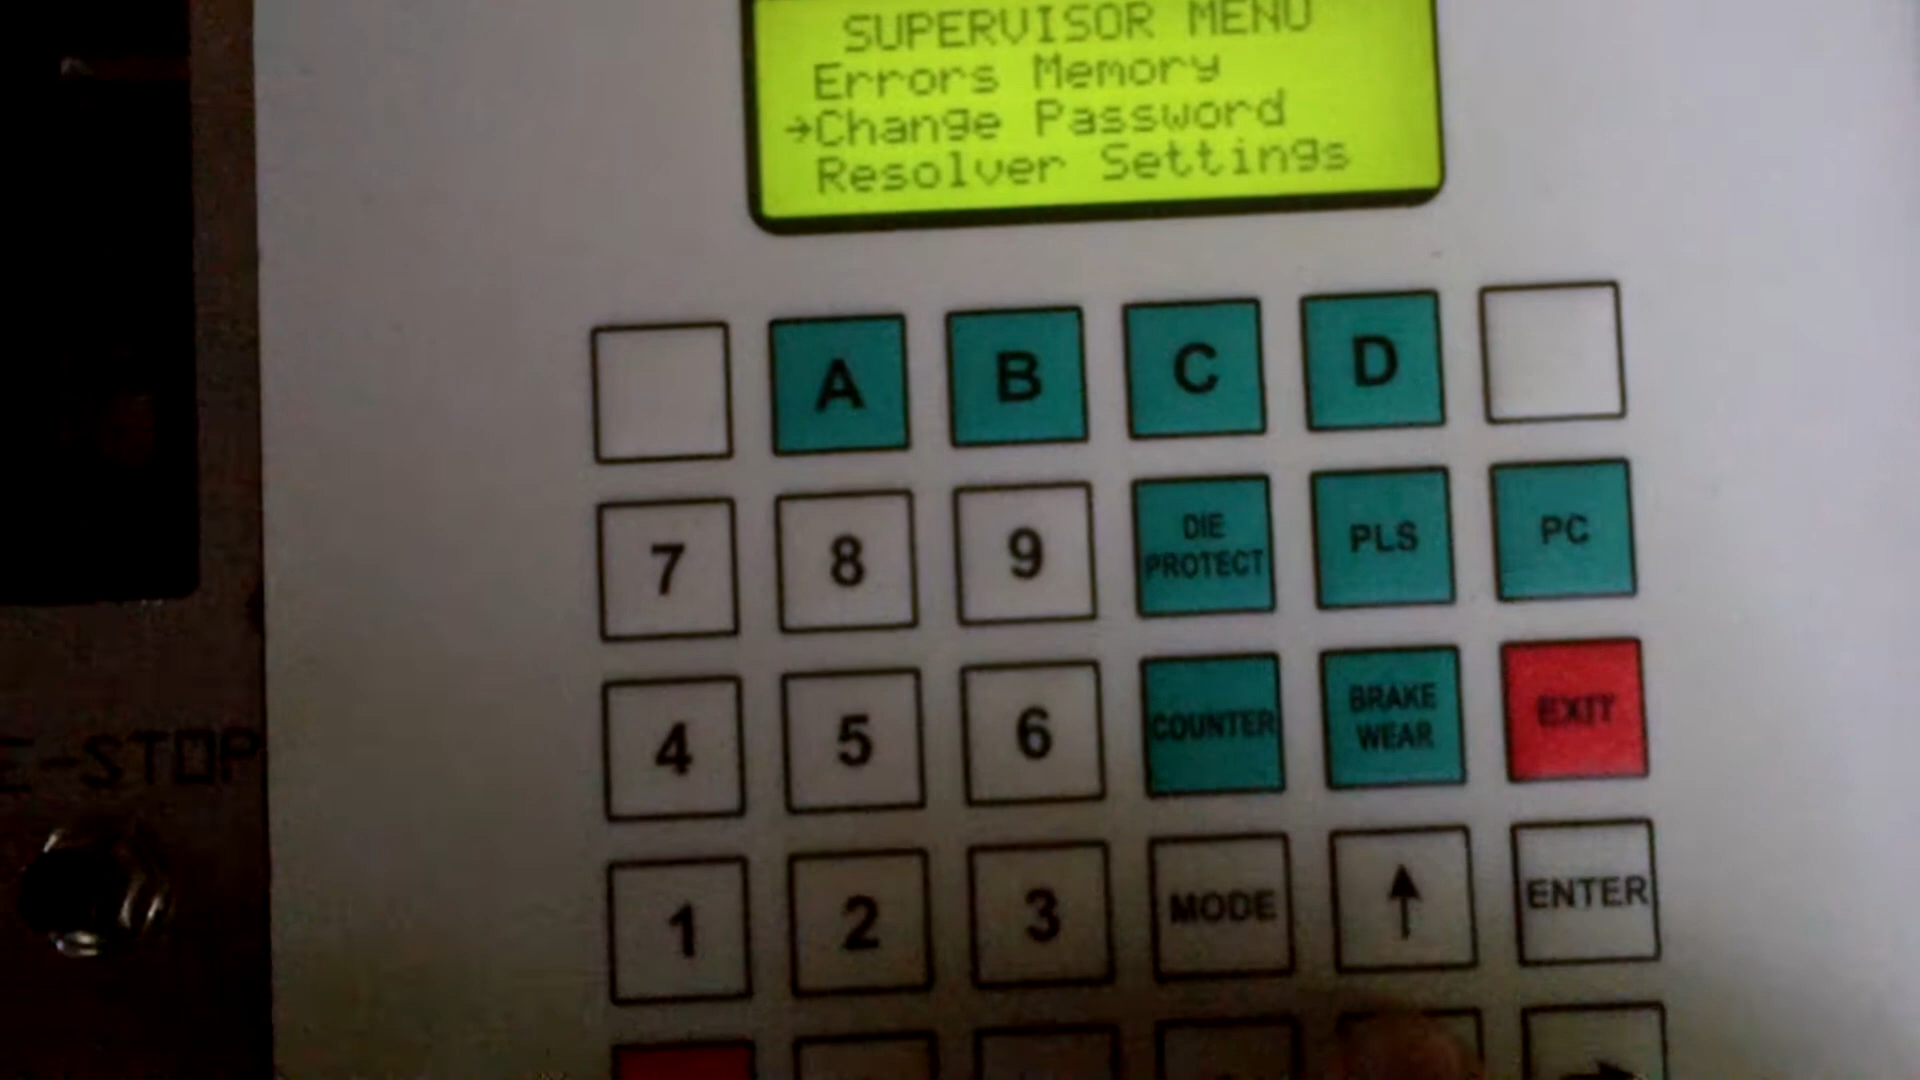 SUPERVISOR MENU
Errors Memory
→Change Password
Resolver Settings
A B C D
7 8 9 DIE PROTECT PLS PC
4 5 6 COUNTER BRAKE WEAR EXIT
E-STOP
1 2 3 MODE ↑ ENTER